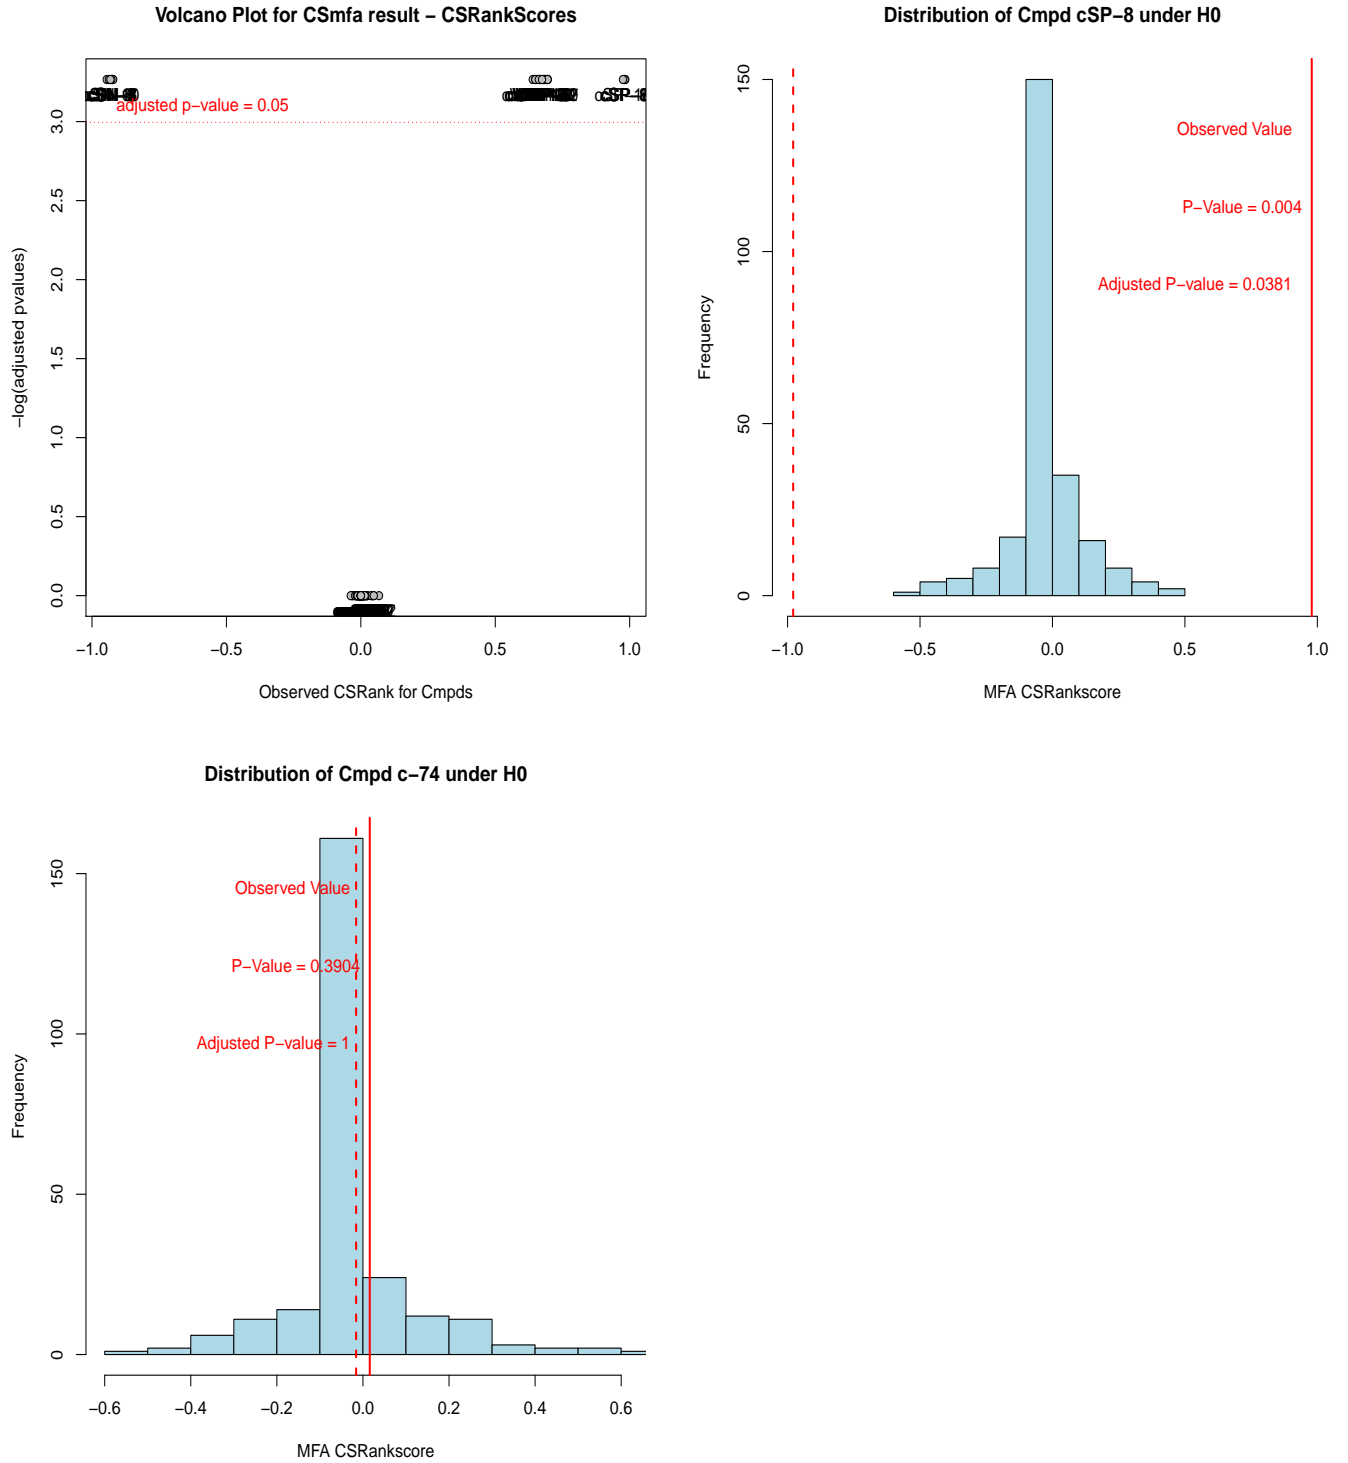 Volcano Plot for CSmfa result − CSRankScores
adjusted p−value = 0.05
3.0
2.5
2.0
1.5
1.0
0.5
0.0
−log(adjusted pvalues)
−1.0 −0.5 0.0 0.5 1.0
Observed CSRank for Cmpds
Distribution of Cmpd cSP−8 under H0
150
100
50
0
Frequency
Observed Value
P−Value = 0.004
Adjusted P−value = 0.0381
−1.0 −0.5 0.0 0.5 1.0
MFA CSRankscore
Distribution of Cmpd c−74 under H0
150
100
50
0
Frequency
Observed Value
P−Value = 0.3904
Adjusted P−value = 1
−0.6 −0.4 −0.2 0.0 0.2 0.4 0.6
MFA CSRankscore